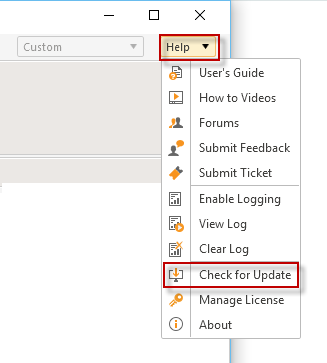 Custom
Help
User's Guide
How to Videos
Forums
Submit Feedback
Submit Ticket
Enable Logging
View Log
Clear Log
Check for Update
Manage License
About